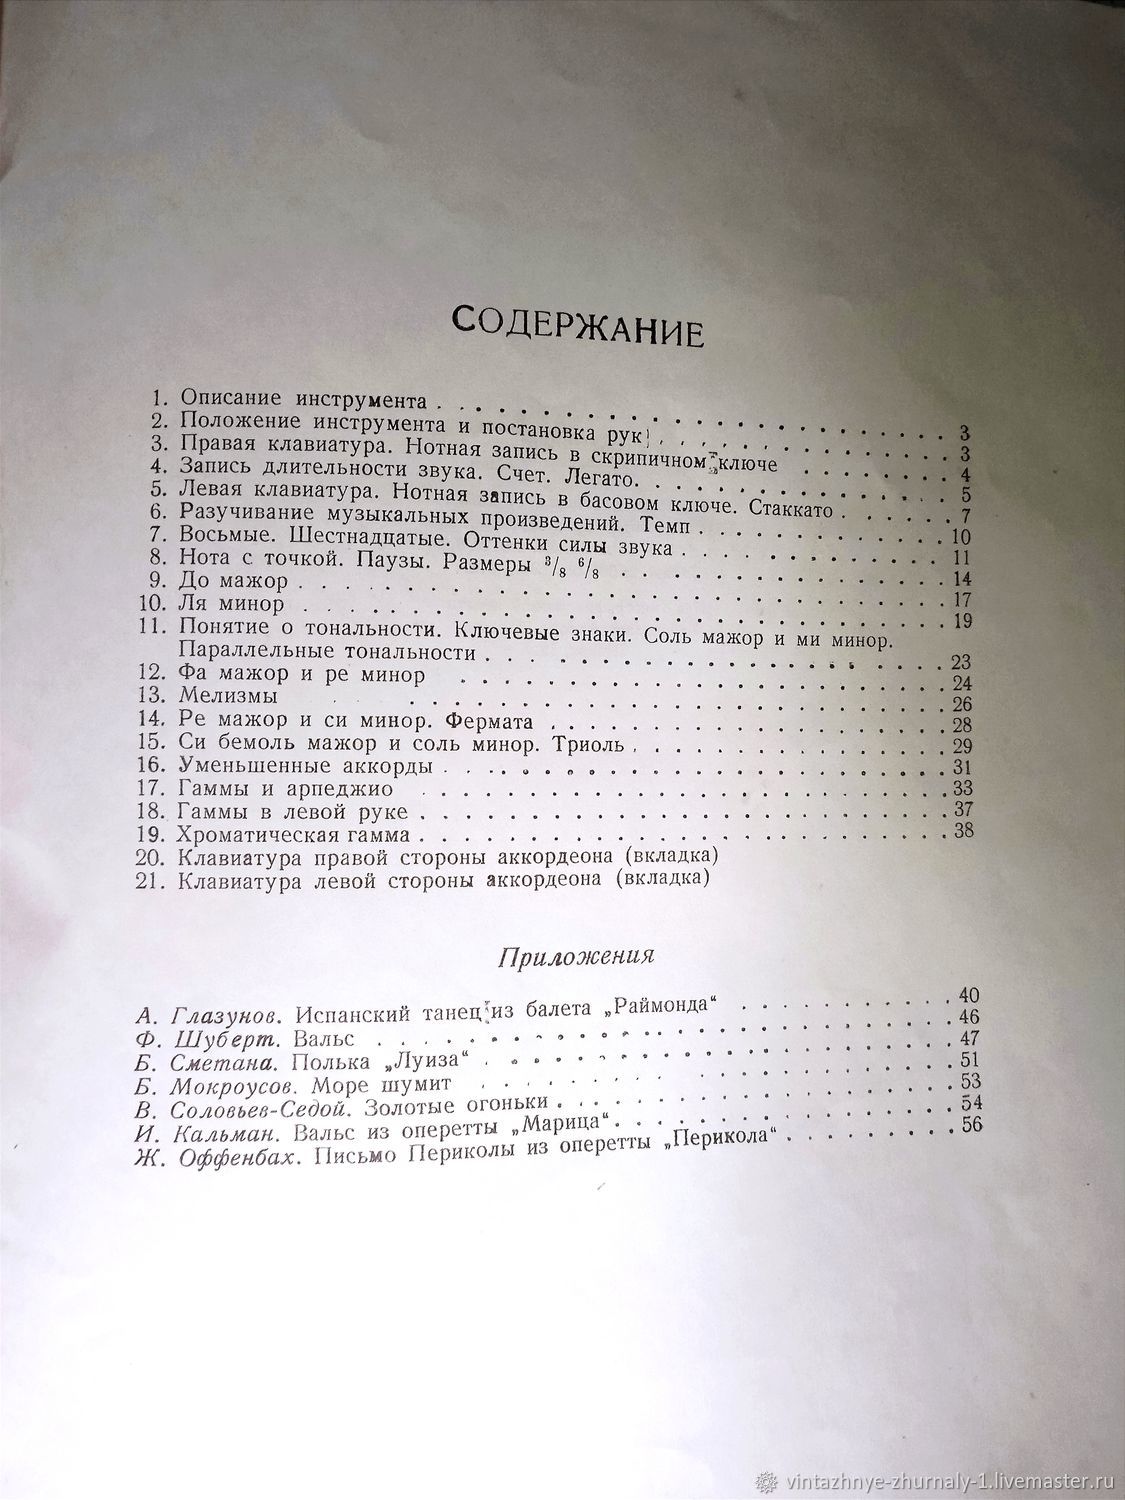 СОДЕРЖАНИЕ
1. Описание инструмента . . . . . . . . . . . . . . . . . . 3
2. Положение инструмента и постановка рук . . . . . . . . . . . 3
3. Правая клавиатура. Нотная запись в скрипичном ключе . . . . . . . 4
4. Запись длительности звука. Счет. Легато. . . . . . . . . . . . 5
5. Левая клавиатура. Нотная запись в басовом ключе. Стаккато . . . . . . 7
6. Разучивание музыкальных произведений. Темп . . . . . . . . . . 10
7. Восьмые. Шестнадцатые. Оттенки силы звука . . . . . . . . . . 11
8. Нота с точкой. Паузы. Размеры 3/8 6/8 . . . . . . . . . . . . 14
9. До мажор . . . . . . . . . . . . . . . . . . . . . 17
10. Ля минор . . . . . . . . . . . . . . . . . . . . . 19
11. Понятие о тональности. Ключевые знаки. Соль мажор и ми минор.
Параллельные тональности . . . . . . . . . . . . . . . . 23
12. Фа мажор и ре минор . . . . . . . . . . . . . . . . . 24
13. Мелизмы . . . . . . . . . . . . . . . . . . . 26
14. Ре мажор и си минор. Фермата . . . . . . . . . . . . . . 28
15. Си бемоль мажор и соль минор. Триоль . . . . . . . . . . . . 29
16. Уменьшенные аккорды . . . . . . . . . . . . . . . . . 31
17. Гаммы и арпеджио . . . . . . . . . . . . . . . . . . 33
18. Гаммы в левой руке . . . . . . . . . . . . . . . . . . 37
19. Хроматическая гамма . . . . . . . . . . . . . . . . . . 38
20. Клавиатура правой стороны аккордеона (вкладка)
21. Клавиатура левой стороны аккордеона (вкладка)
Приложения
А. Глазунов. Испанский танец из балета „Раймонда“ . . . . . . . . . 40
Ф. Шуберт. Вальс . . . . . . . . . . . . . . . . . . . 46
Б. Сметана. Полька „Луиза“ . . . . . . . . . . . . . . . . 47
Б. Мокроусов. Море шумит . . . . . . . . . . . . . . . . 51
В. Соловьев-Седой. Золотые огоньки . . . . . . . . . . . . . . 53
И. Кальман. Вальс из оперетты „Марица“ . . . . . . . . . . . . 54
Ж. Оффенбах. Письмо Периколы из оперетты „Перикола“ . . . . . . . 56
vintazhnye-zhurnaly-1.livemaster.ru